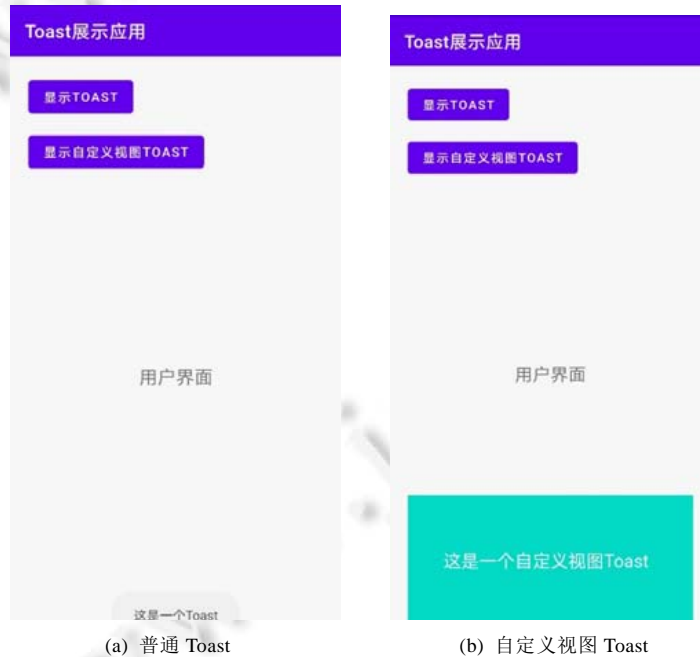 Toast展示应用
显示TOAST
显示自定义视图TOAST
用户界面
这是一个Toast
(a) 普通 Toast
Toast展示应用
显示TOAST
显示自定义视图TOAST
用户界面
这是一个自定义视图Toast
(b) 自定义视图 Toast